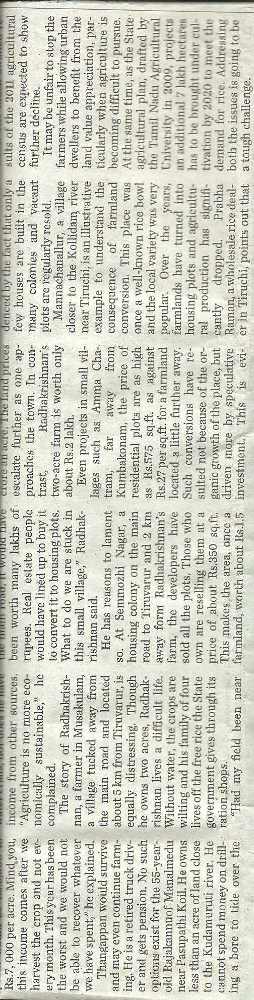 Rs.7, 000 per acre. Mind you,
this income comes after we
harvest the crop and not ev-
ery month. This year has been
the worst and we would not
be able to recover whatever
we have spent,” he explained.
Thangappan would survive
and may even continue farm-
ing. He is a retired truck driv-
er and gets pension. No such
options exist for the 55-year-
old Rajakannuof Manalmedu
near Pasupathi Koil. He owns
less than an acre of land close
to the Kudamuruti river. He
cannot spend money on drill-
ing a bore to tide over the
income from other sources.
“Agriculture is no more eco-
nomically sustainable,” he
complained.
The story of Radhakrish-
nan, a farmer in Musakulam,
a village tucked away from
the main road and located
about 5 km from Tiruvarur, is
equally distressing. Though
he owns two acres, Radhak-
rishnan lives a difficult life.
Without water, the crops are
wilting and his family of four
lives off the free rice the State
government gives through its
ration shops.
“Had my field been near
the main road, it would have
been worth many lakhs of
rupees. Real estate people
would have lined up to buy it
to convert it to housing plots.
What to do we are stuck in
this small village,” Radhak-
rishnan said.
He has reasons to lament
so. At Semmozhi Nagar, a
housing colony on the main
road to Tiruvarur and 2 km
away form Radhakrishnan’s
farm, the developers have
sold all the plots. Those who
own are reselling them at a
price of about Rs.350 sq.ft.
This makes the area, once a
farmland, worth about Rs.1.5
crore an acre. The land prices
escalate further as one ap-
proaches the town. In con-
trast, Radhakrishnan’s
two-acre farm is worth only
about Rs.2 lakh.
Even projects in small vil-
lages such as Amma Cha-
tram, far away from
Kumbakonam, the price of
residential plots are as high
as Rs.575 sq.ft. as against
Rs.27 per sq.ft. for a farmland
located a little further away.
Such conversions have re-
sulted not because of the or-
ganic growth of the place, but
driven more by speculative
investment. This is evi-
denced by the fact that only a
few houses are built in the
many colonies and vacant
plots are regularly resold.
Mannachanallur, a village
closer to the Kollidam river
near Tiruchi, is an illustrative
example to understand the
consequence of farmland
conversion. This place was
once a well-known rice bowl
and the local variety was very
popular. Over the years,
farmlands have turned into
housing plots and agricultu-
ral production has signifi-
cantly dropped. Prabha
Raman, a wholesale rice deal-
er in Tiruchi, points out that
sults of the 2011 agricultural
census are expected to show
further decline.
It may be unfair to stop the
farmers while allowing urban
dwellers to benefit from the
land value appreciation, par-
ticularly when agriculture is
becoming difficult to pursue.
At the same time, as the State
agricultural plan, drafted by
the Tamil Nadu Agricultural
University in 2009, projects
an additional 7 lakh hectares
has to be brought under cul-
tivation by 2020 to meet the
demand for rice. Addressing
both the issues is going to be
a tough challenge.